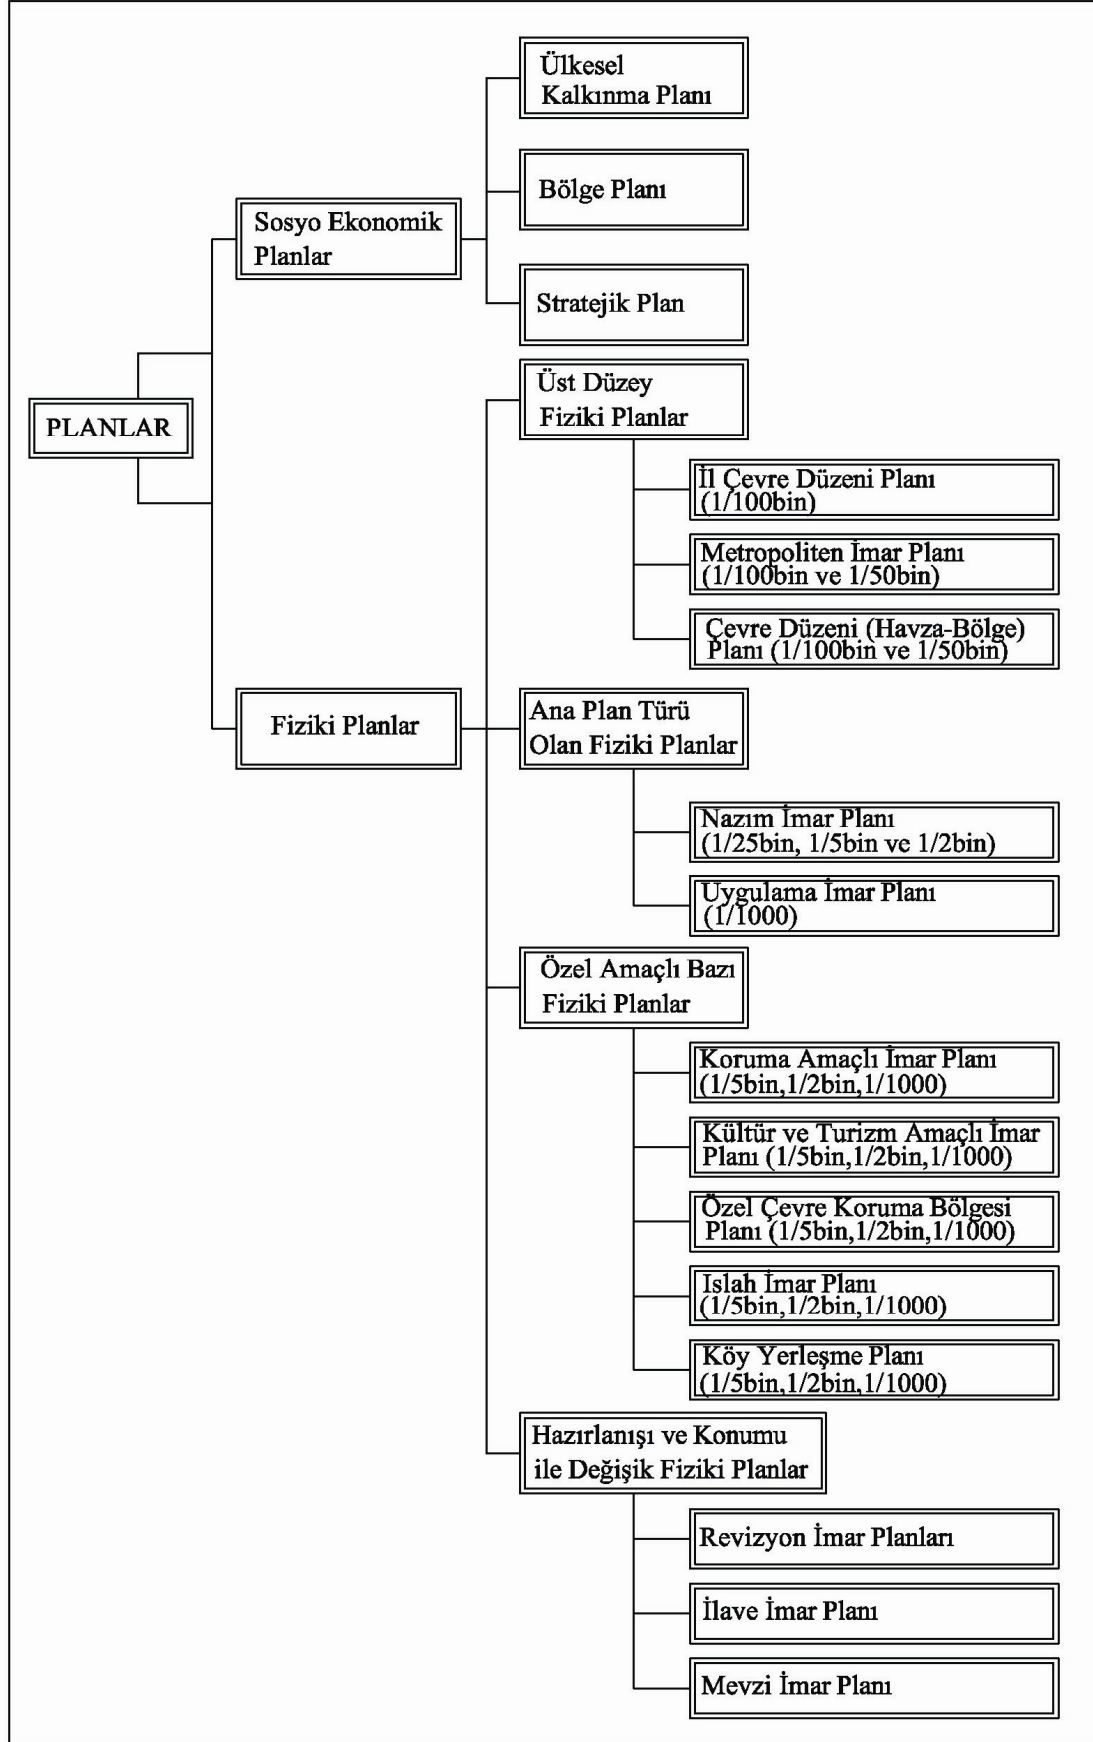 Ülkesel
Kalkınma Planı
Bölge Planı
Sosyo Ekonomik
Planlar
Stratejik Plan
Üst Düzey
Fiziki Planlar
PLANLAR
İl Çevre Düzeni Planı
(1/100bin)
Metropoliten İmar Planı
(1/100bin ve 1/50bin)
Çevre Düzeni (Havza-Bölge)
Planı (1/100bin ve 1/50bin)
Fiziki Planlar
Ana Plan Türü
Olan Fiziki Planlar
Nazım İmar Planı
(1/25bin, 1/5bin ve 1/2bin)
Uygulama İmar Planı
(1/1000)
Özel Amaçlı Bazı
Fiziki Planlar
Koruma Amaçlı İmar Planı
(1/5bin,1/2bin,1/1000)
Kültür ve Turizm Amaçlı İmar
Planı (1/5bin,1/2bin,1/1000)
Özel Çevre Koruma Bölgesi
Planı (1/5bin,1/2bin,1/1000)
Islah İmar Planı
(1/5bin,1/2bin,1/1000)
Köy Yerleşme Planı
(1/5bin,1/2bin,1/1000)
Hazırlanışı ve Konumu
ile Değişik Fiziki Planlar
Revizyon İmar Planları
İlave İmar Planı
Mevzi İmar Planı